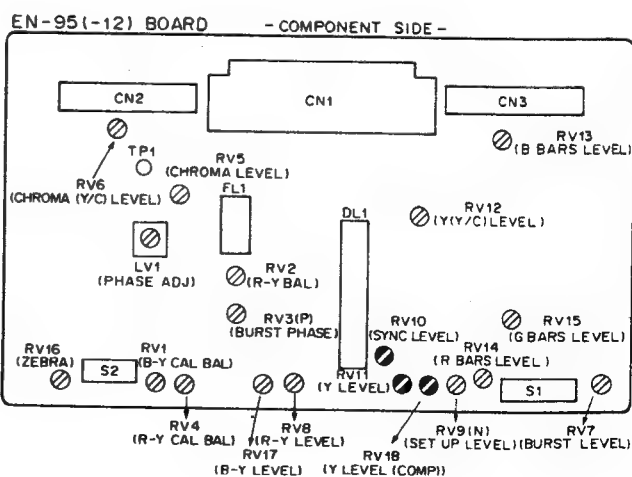 EN-95(-12) BOARD
-COMPONENT SIDE-
CN2
CN1
CN3
TP1
RV6
(CHROMA (Y/C) LEVEL)
RV5
(CHROMA LEVEL)
FL1
RV13
(B BARS LEVEL)
DL1
RV12
(Y(Y/C)LEVEL)
LV1
(PHASE ADJ)
RV2
(R-Y BAL)
RV3(P)
(BURST PHASE)
RV10
(SYNC LEVEL)
RV15
(G BARS LEVEL)
RV16
(ZEBRA)
S2
RV1
(B-Y CAL BAL)
RV11
(Y LEVEL)
RV14
(R BARS LEVEL)
S1
RV4
(R-Y CAL BAL)
RV8
(R-Y LEVEL)
RV17
(B-Y LEVEL)
RV18
(Y LEVEL (COMP))
RV9(N)
(SET UP LEVEL)
RV7
(BURST LEVEL)